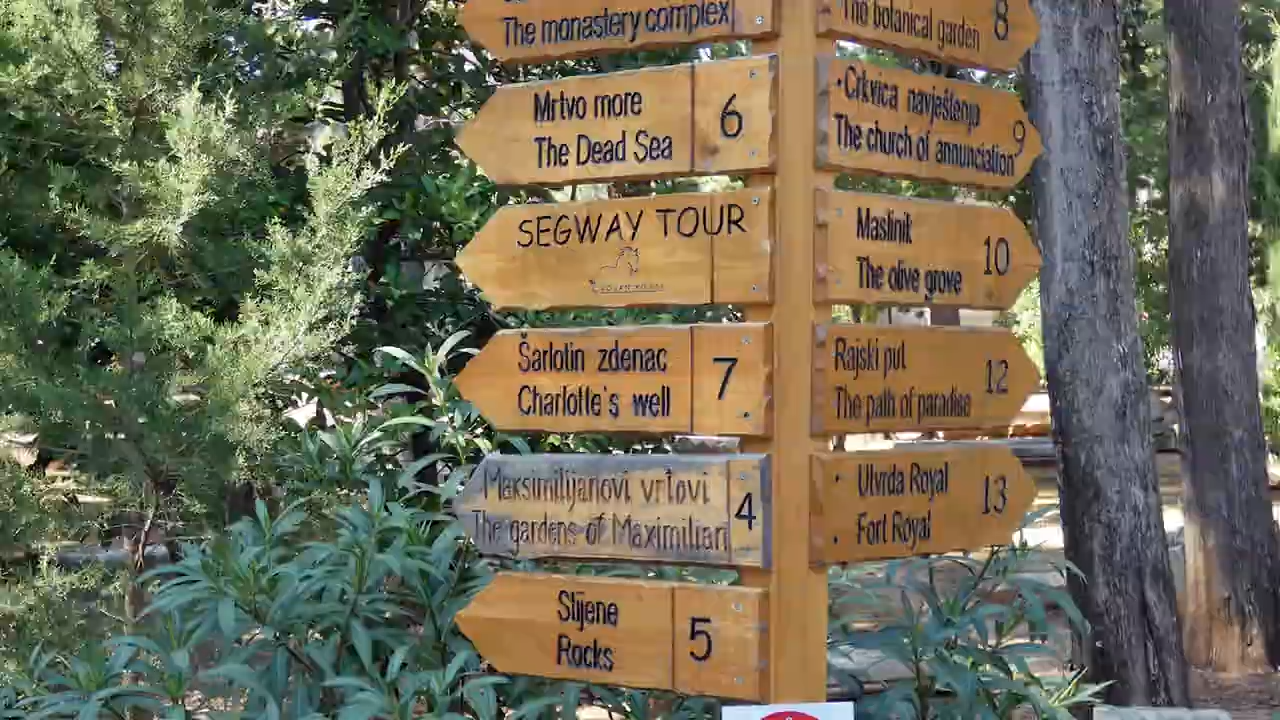 The monastery complex
Mrtvo more
The Dead Sea
6
SEGWAY TOUR
Šarlotin zdenac
Charlotte's well
7
Maksimilijanovi vrtovi
The gardens of Maximilian
4
Stijene
Rocks
5
The botanical garden
8
•Crkvica navještenja
The church of annunciation
9
Maslinik
The olive grove
10
Rajski put
The path of paradise
12
• Utvrda Royal
• Fort Royal
13